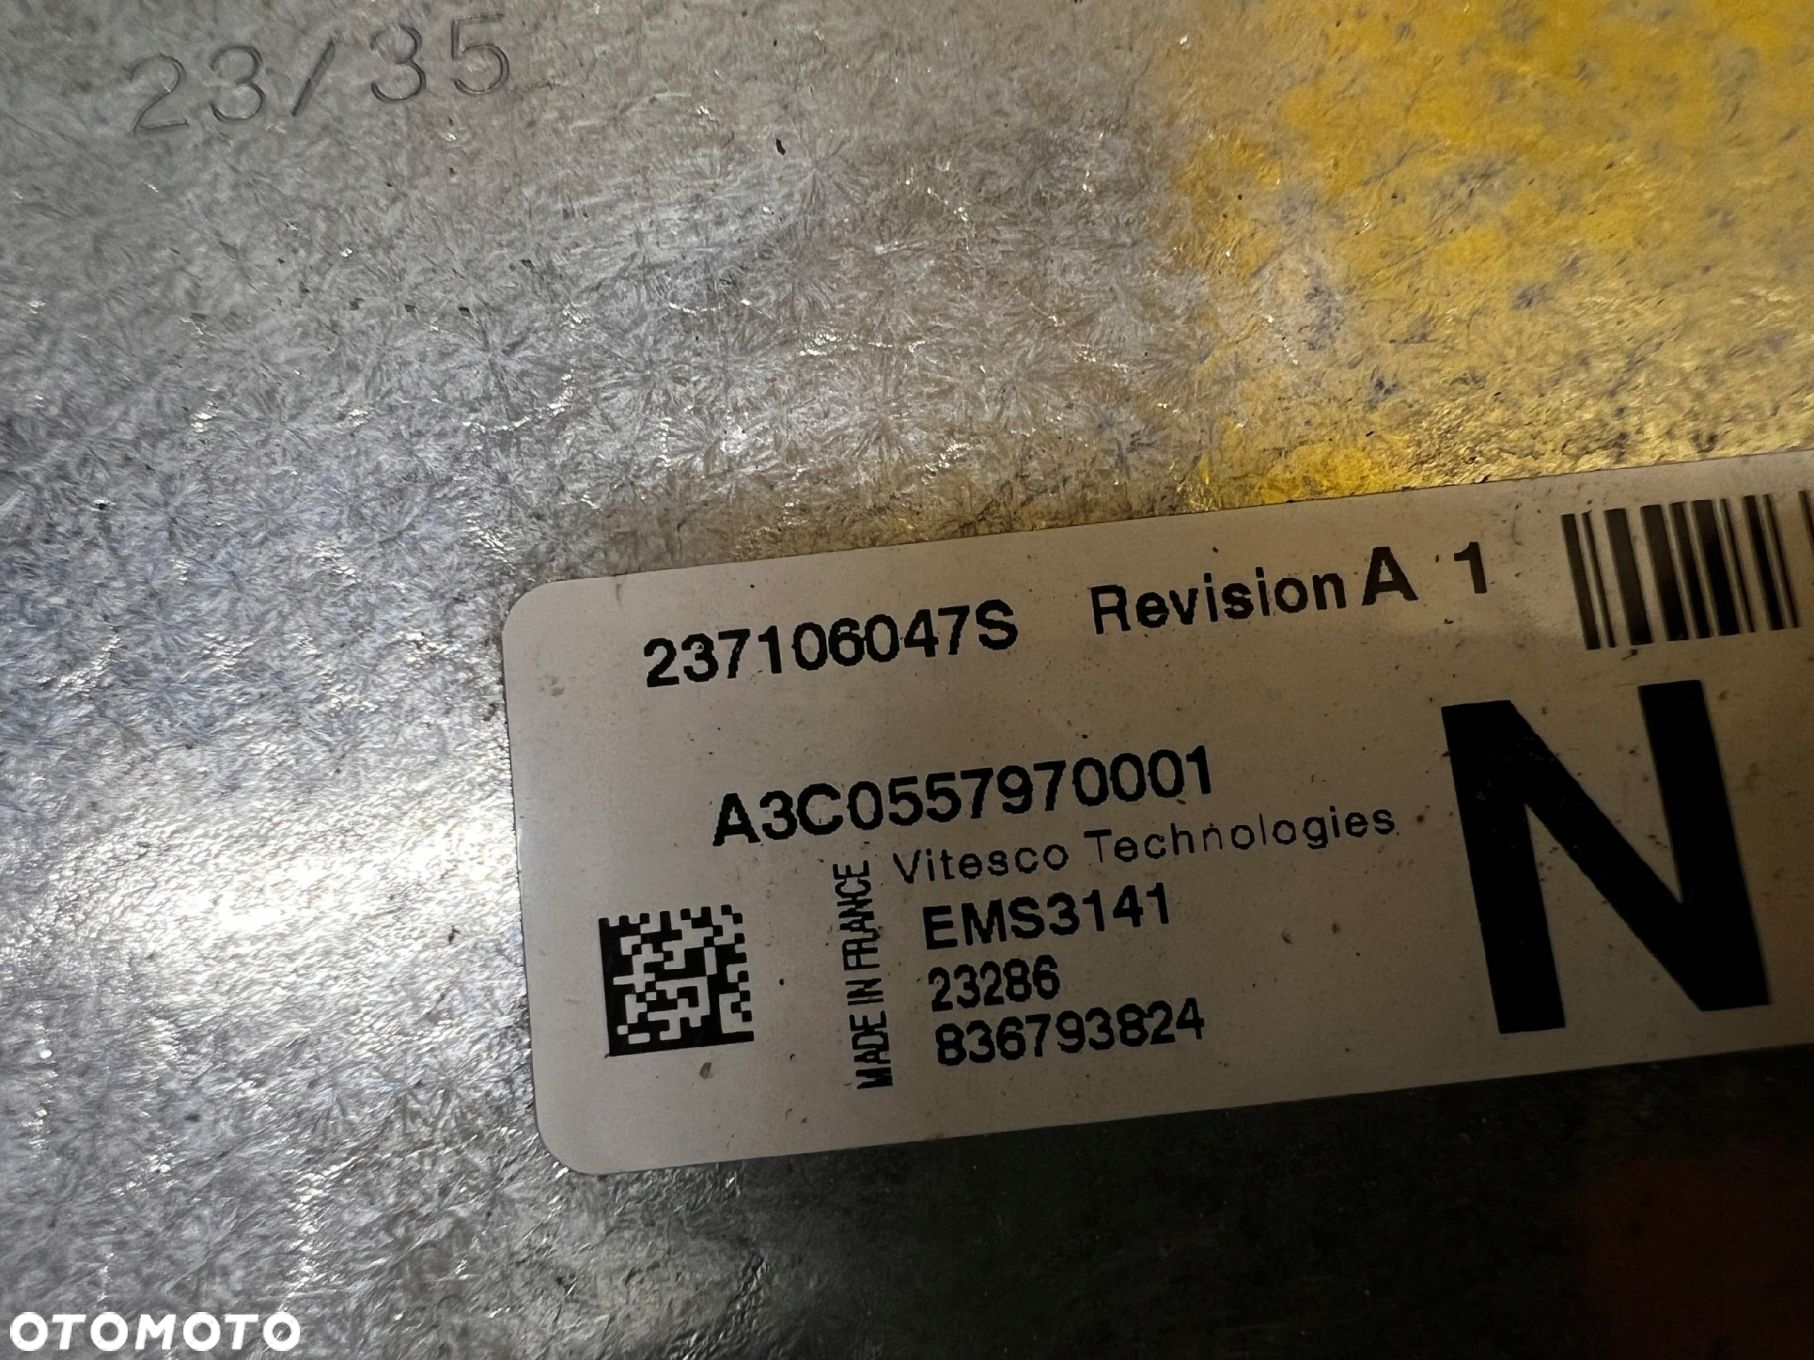 23/35
237106047S Revision A 1
A3C0557970001
Vitesco Technologies
EMS3141
23286
836793824
MADE IN FRANCE
N
OTOMOTO